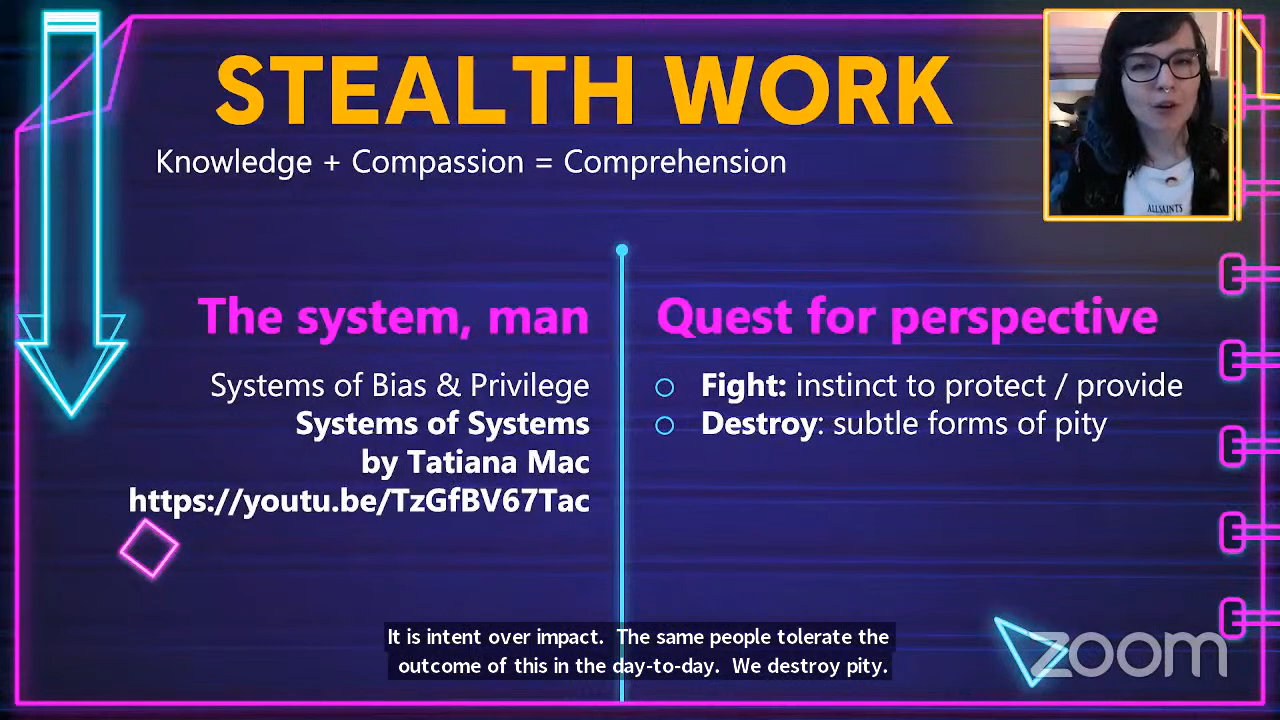 STEALTH WORK
Knowledge + Compassion = Comprehension
ALLSAINTS
The system, man
Systems of Bias & Privilege
Systems of Systems
by Tatiana Mac
https://youtu.be/TzGfBV67Tac
Quest for perspective
Fight: instinct to protect / provide
Destroy: subtle forms of pity
It is intent over impact. The same people tolerate the
outcome of this in the day-to-day. We destroy pity.
zoom